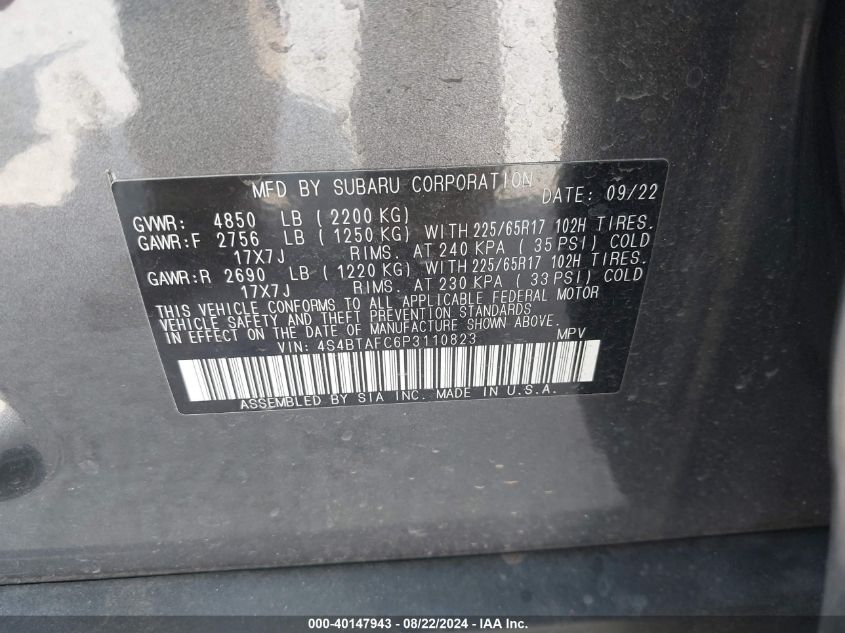 MFD BY SUBARU CORPORATION DATE: 09/22
GVWR: 4850 LB (2200 KG)
GAWR:F 2756 LB (1250 KG) WITH 225/65R17 102H TIRES.
17X7J RIMS. AT 240 KPA (35 PSI) COLD
GAWR:R 2690 LB (1220 KG) WITH 225/65R17 102H TIRES.
17X7J RIMS. AT 230 KPA (33 PSI) COLD
THIS VEHICLE CONFORMS TO ALL APPLICABLE FEDERAL MOTOR
VEHICLE SAFETY AND THEFT PREVENTION STANDARDS
IN EFFECT ON THE DATE OF MANUFACTURE SHOWN ABOVE.
VIN: 4S4BTAFC6P3110823 MPV
ASSEMBLED BY SIA INC. MADE IN U.S.A.
000-40147943 - 08/22/2024 - IAA Inc.